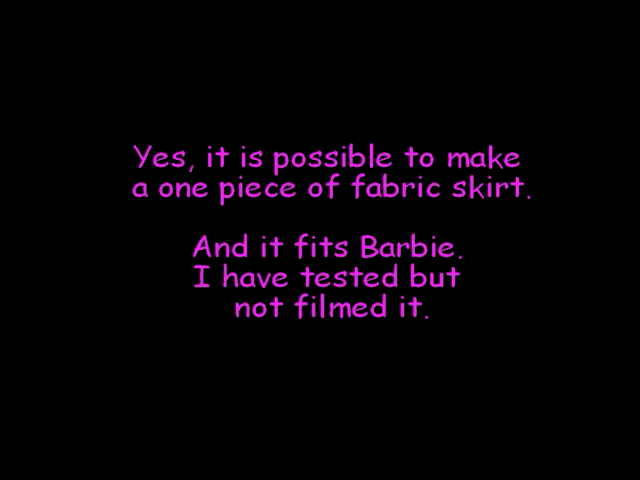 Yes, it is possible to make
a one piece of fabric skirt.
And it fits Barbie.
I have tested but
not filmed it.